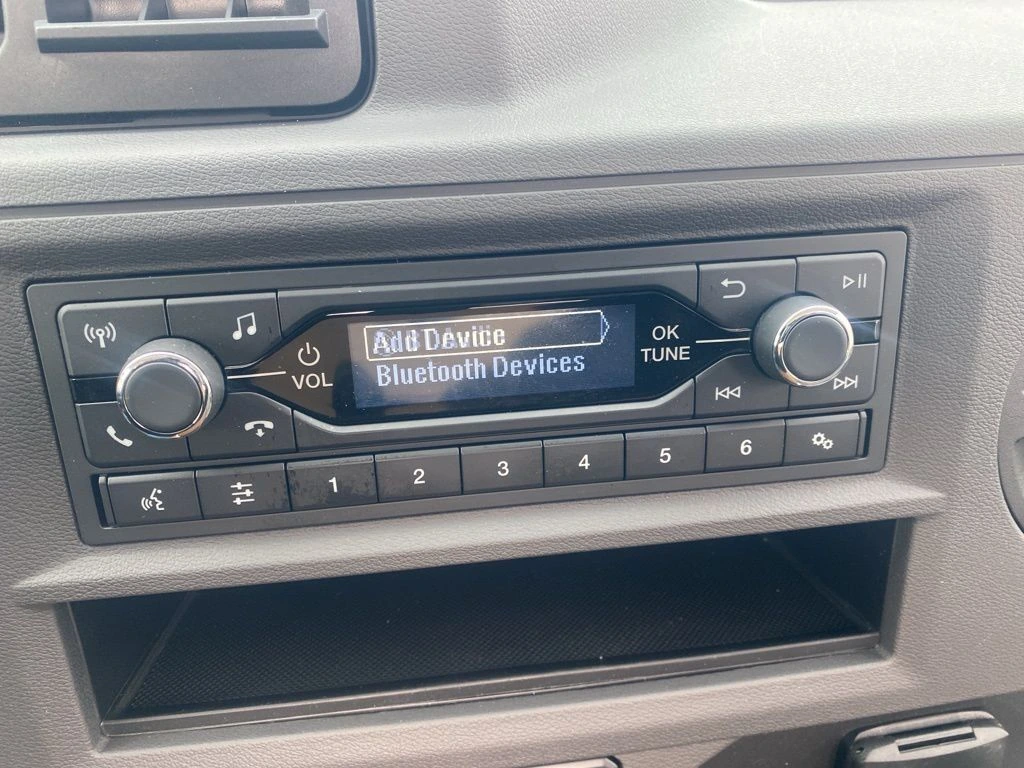 Add Device
Bluetooth Devices
VOL
OK
TUNE
1
2
3
4
5
6